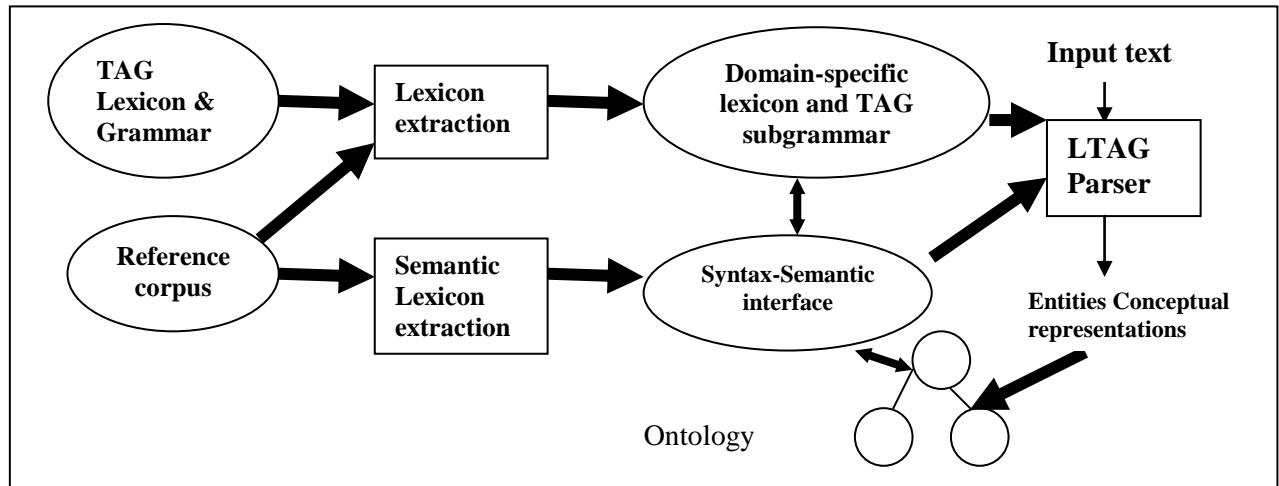 TAG
Lexicon &
Grammar
Lexicon
extraction
Domain-specific
lexicon and TAG
subgrammar
Input text
LTAG
Parser
Reference
corpus
Semantic
Lexicon
extraction
Syntax-Semantic
interface
Entities Conceptual
representations
Ontology